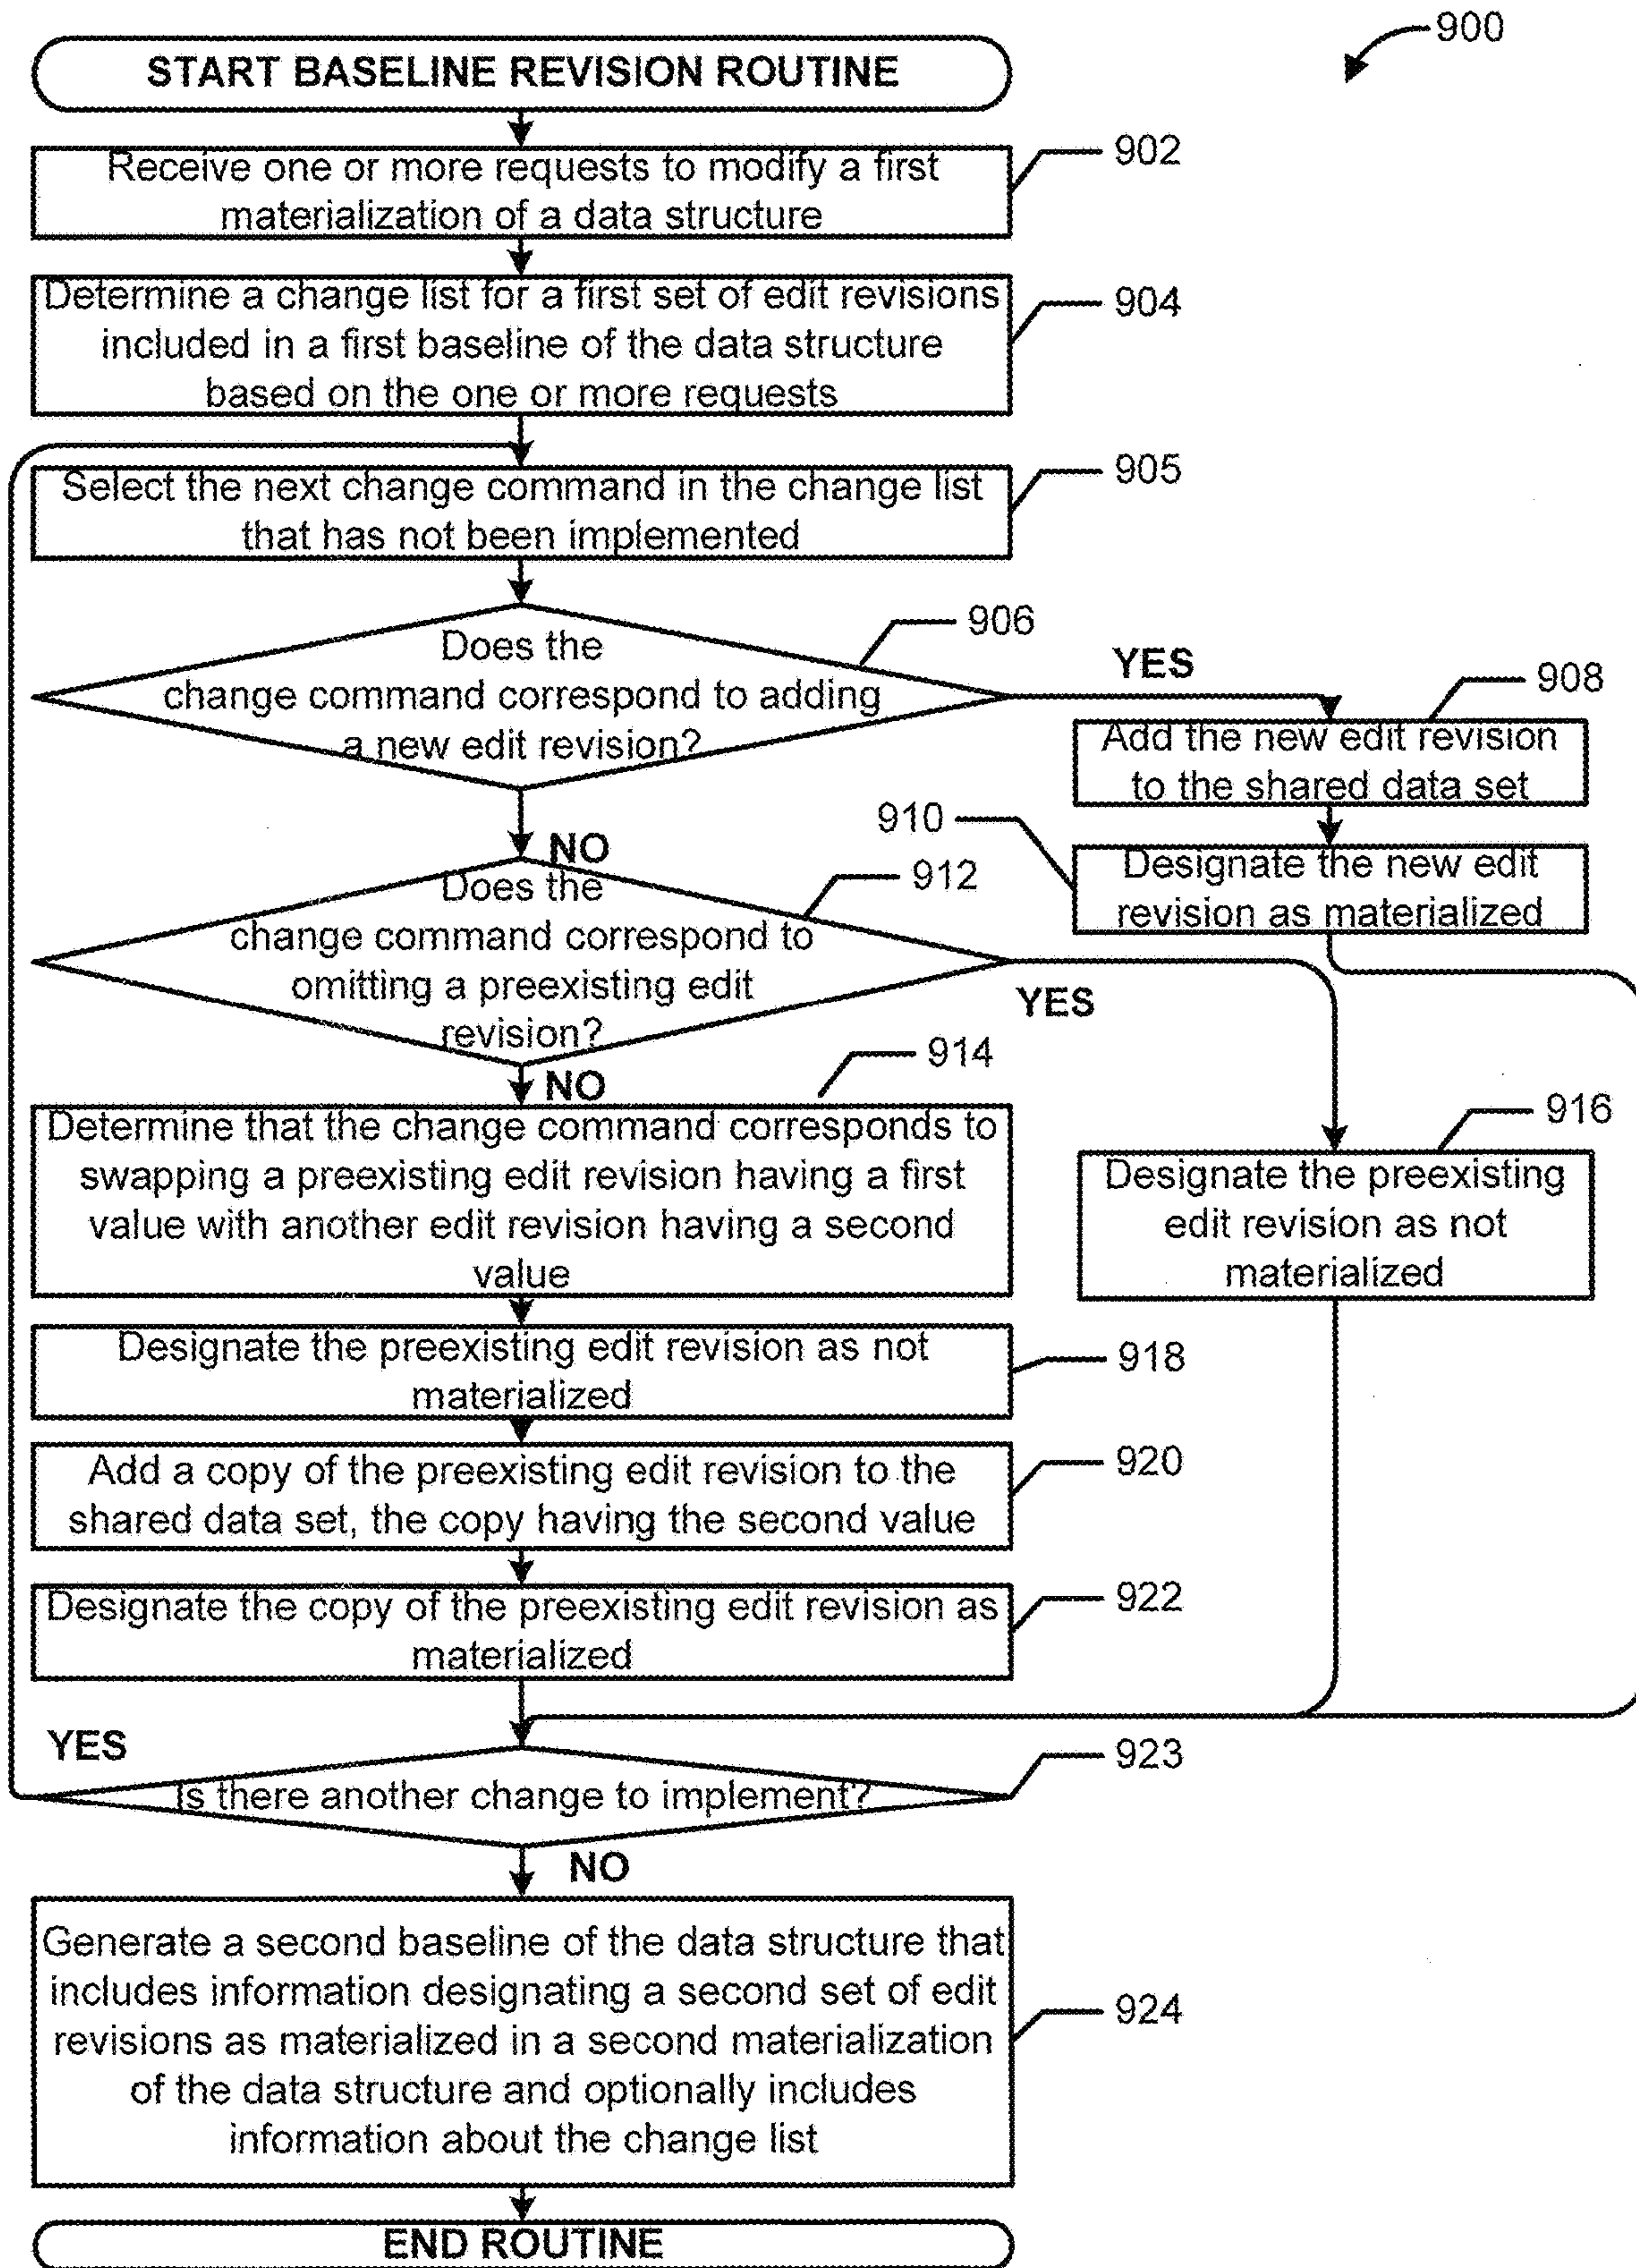 900
START BASELINE REVISION ROUTINE
Receive one or more requests to modify a first
materialization of a data structure
902
Determine a change list for a first set of edit revisions
included in a first baseline of the data structure
based on the one or more requests
904
Select the next change command in the change list
that has not been implemented
905
Does the
change command correspond to adding
a new edit revision?
906
YES
Add the new edit revision
to the shared data set
908
910
Designate the new edit
revision as materialized
NO
Does the
change command correspond to
omitting a preexisting edit
revision?
912
YES
NO
914
Determine that the change command corresponds to
swapping a preexisting edit revision having a first
value with another edit revision having a second
value
916
Designate the preexisting
edit revision as not
materialized
Designate the preexisting edit revision as not
materialized
918
Add a copy of the preexisting edit revision to the
shared data set, the copy having the second value
920
Designate the copy of the preexisting edit revision as
materialized
922
YES
Is there another change to implement?
923
NO
Generate a second baseline of the data structure that
includes information designating a second set of edit
revisions as materialized in a second materialization
of the data structure and optionally includes
information about the change list
924
END ROUTINE